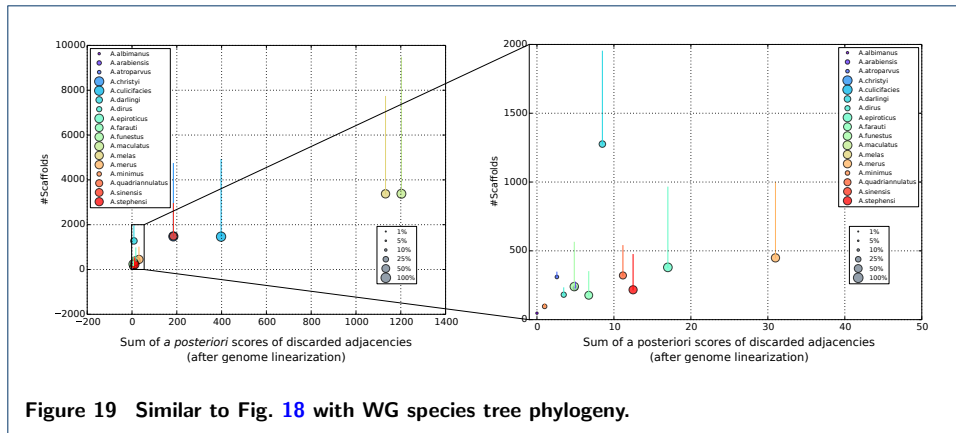 10000
8000
6000
4000
2000
0
−2000
#Scaffolds
A.albimanus
A.arabiensis
A.atroparvus
A.christyi
A.culicifacies
A.darlingi
A.dirus
A.epiroticus
A.farauti
A.funestus
A.maculatus
A.melas
A.merus
A.minimus
A.quadriannulatus
A.sinensis
A.stephensi
1%
5%
10%
25%
50%
100%
−200 0 200 400 600 800 1000 1200 1400
Sum of a posteriori scores of discarded adjacencies
(after genome linearization)
2000
1500
1000
500
0
#Scaffolds
A.albimanus
A.arabiensis
A.atroparvus
A.christyi
A.culicifacies
A.darlingi
A.dirus
A.epiroticus
A.farauti
A.funestus
A.maculatus
A.melas
A.merus
A.minimus
A.quadriannulatus
A.sinensis
A.stephensi
1%
5%
10%
25%
50%
100%
0 10 20 30 40 50
Sum of a posteriori scores of discarded adjacencies
(after genome linearization)
Figure 19 Similar to Fig. 18 with WG species tree phylogeny.